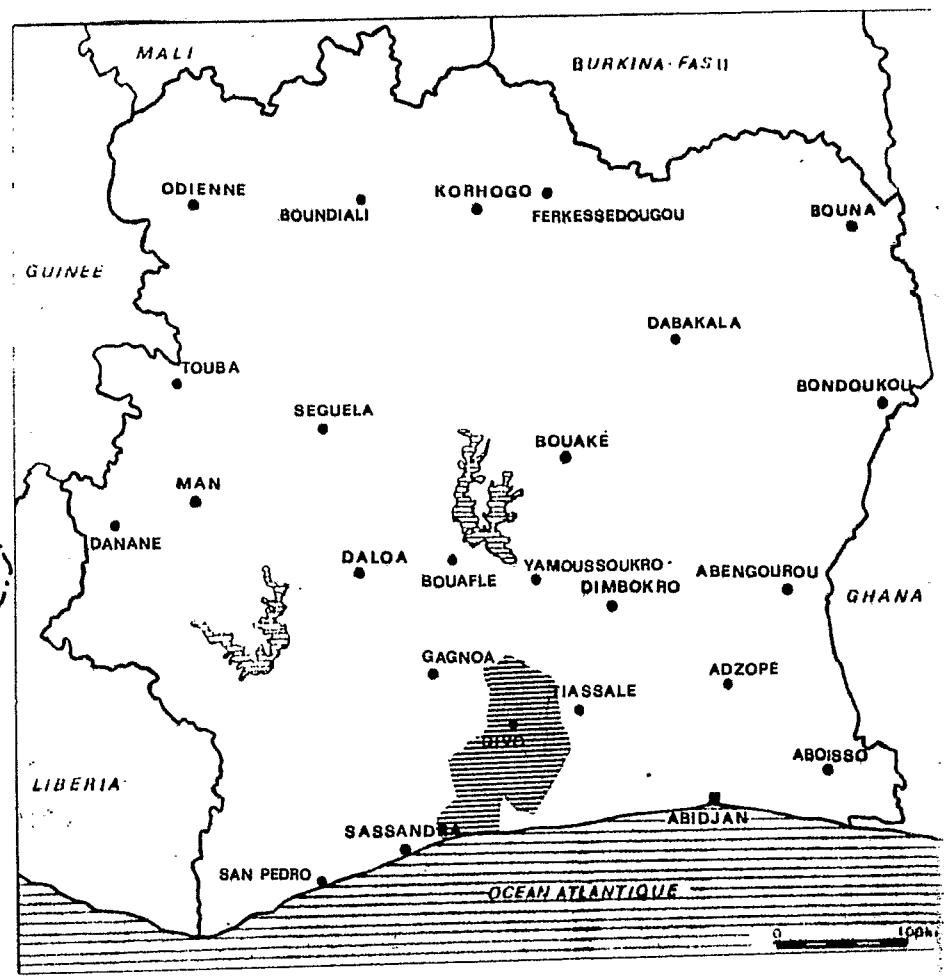 MALI
BURKINA-FASO
ODIENNE
KORHOGO
BOUNDIALI
FERKESSEDOUGOU
BOUNA
GUINEE
DABAKALA
TOUBA
BONDOUKOU
SEGUELA
BOUAKÉ
MAN
DANANE
DALOA
BOUAFLE
YAMOUSSOUKRO
DIMBOKRO
ABENGOUROU
GHANA
GAGNOA
ADZOPE
TIASSALE
DIVO
ABOISSO
LIBERIA
ABIDJAN
SASSANDRA
SAN PEDRO
OCEAN ATLANTIQUE
0